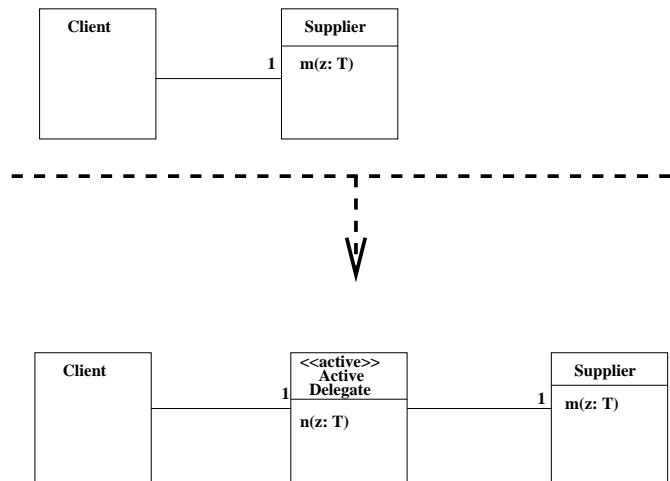 Client
Supplier
1
m(z: T)
Client
<<active>>
Active
Delegate
Supplier
1
n(z: T)
1
m(z: T)